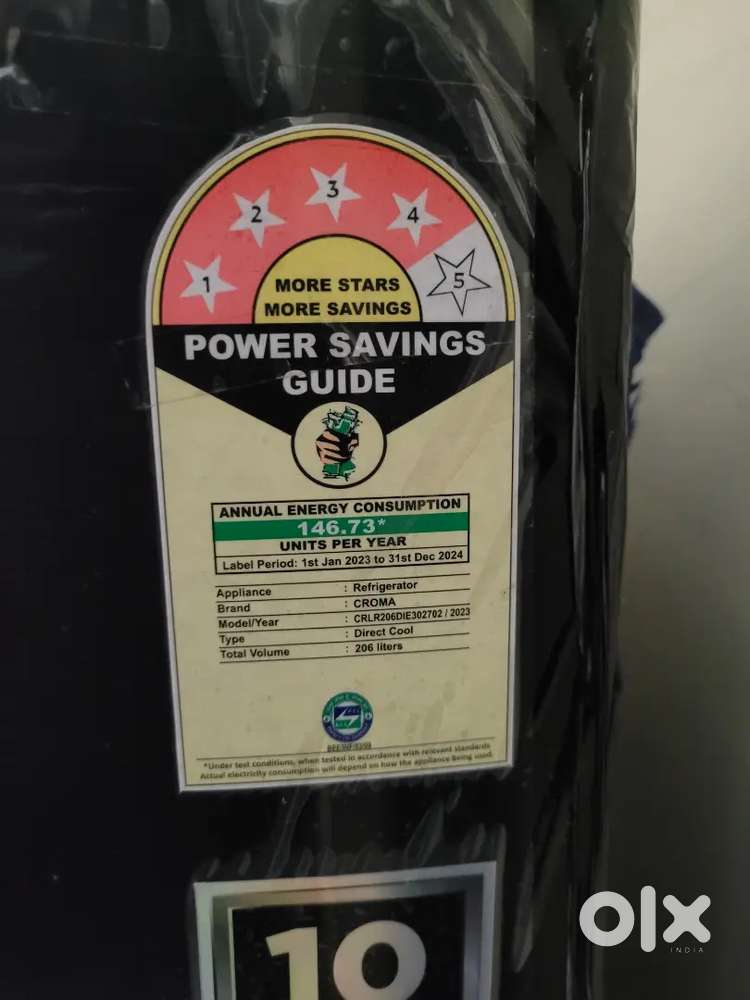 1
2
3
4
5
MORE STARS
MORE SAVINGS
POWER SAVINGS
GUIDE
ANNUAL ENERGY CONSUMPTION
146.73*
UNITS PER YEAR
Label Period: 1st Jan 2023 to 31st Dec 2024
Appliance : Refrigerator
Brand : CROMA
Model/Year : CRLR206DIE302702 / 2023
Type : Direct Cool
Total Volume : 206 liters
*Under test conditions, when tested in accordance with relevant standards
Actual electricity consumption will depend on how the appliance being used.
10
olx
INDIA